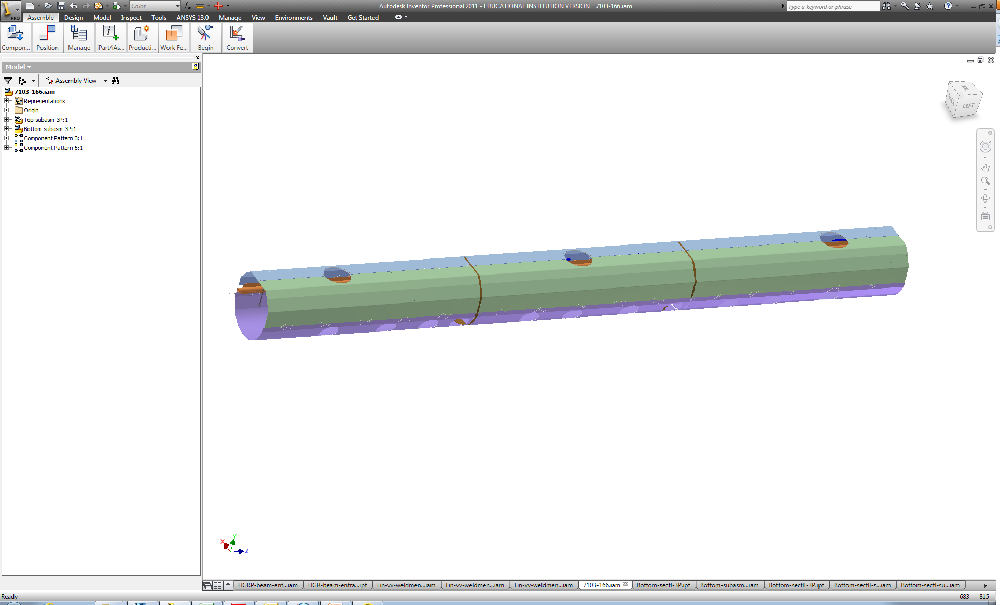 PRO
Color
Autodesk Inventor Professional 2011 - EDUCATIONAL INSTITUTION VERSION 7103-166.iam
Type a keyword or phrase
Assemble Design Model Inspect Tools ANSYS 13.0 Manage View Environments Vault Get Started
Compon... Position Manage iPart/iAs... Producti... Work Fe... Begin Convert
Model
Assembly View
7103-166.iam
Representations
Origin
Top-subasm-3P:1
Bottom-subasm-3P:1
Component Pattern 3:1
Component Pattern 6:1
TOP
LEFT
Y
X
Z
HGRP-beam-ent...iam HGR-beam-entra...ipt Lin-vv-weldmen...iam Lin-vv-weldmen...iam Lin-vv-weldmen...iam 7103-166.iam Bottom-sectI-3P.ipt Bottom-subasm...iam Bottom-sectII-3P.ipt Bottom-sectII-s...iam Bottom-sectI-su...iam
Ready
683 815